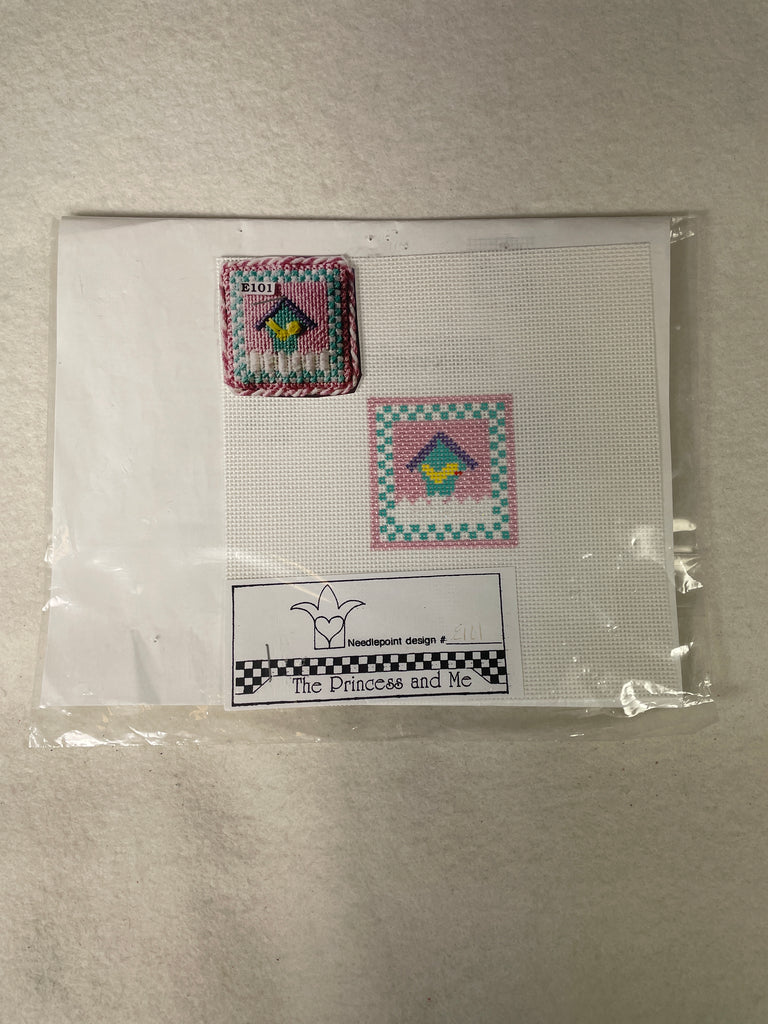 E101
Needlepoint design #
The Princess and Me